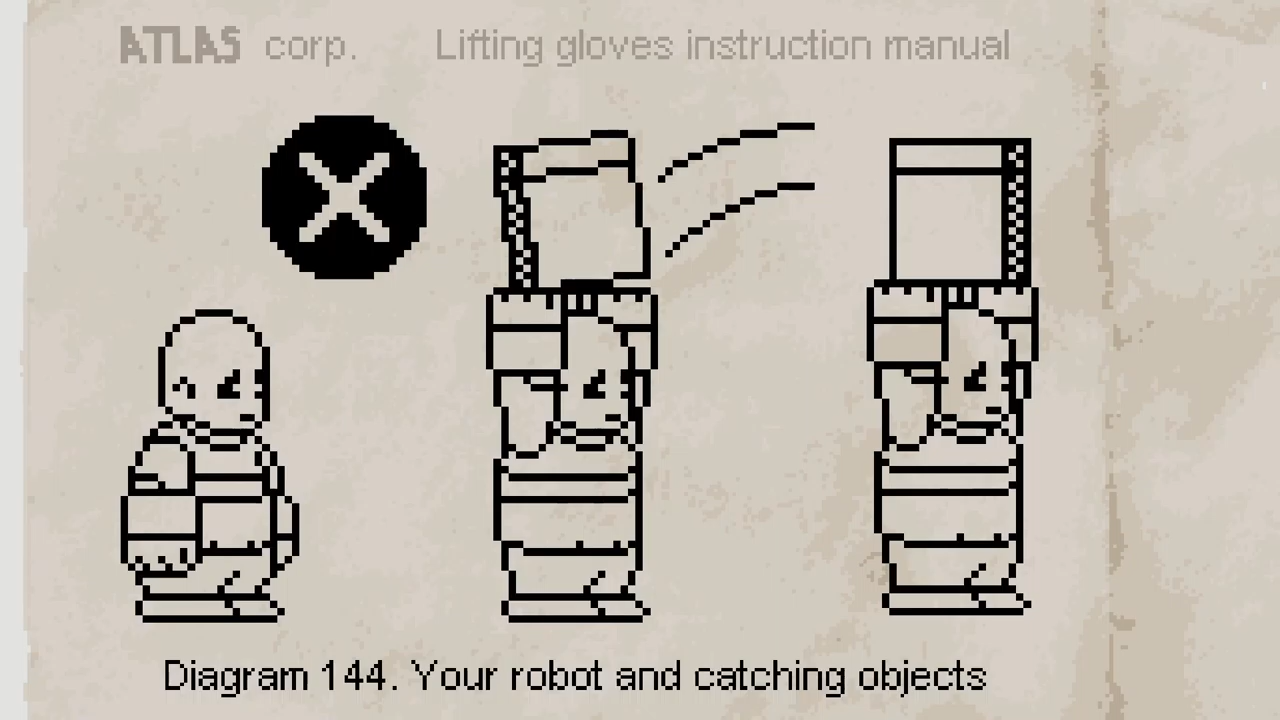 ATLAS corp. Lifting gloves instruction manual
Diagram 144. Your robot and catching objects